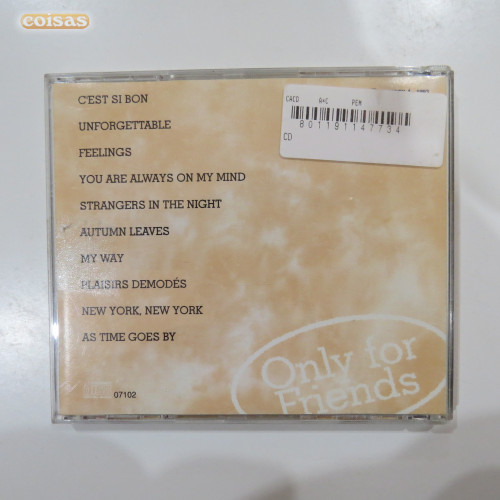 coisas
CACD A+C PEM
801191147734
CD
C'EST SI BON
UNFORGETTABLE
FEELINGS
YOU ARE ALWAYS ON MY MIND
STRANGERS IN THE NIGHT
AUTUMN LEAVES
MY WAY
PLAISIRS DEMODÉS
NEW YORK, NEW YORK
AS TIME GOES BY
Only for
Friends
07102